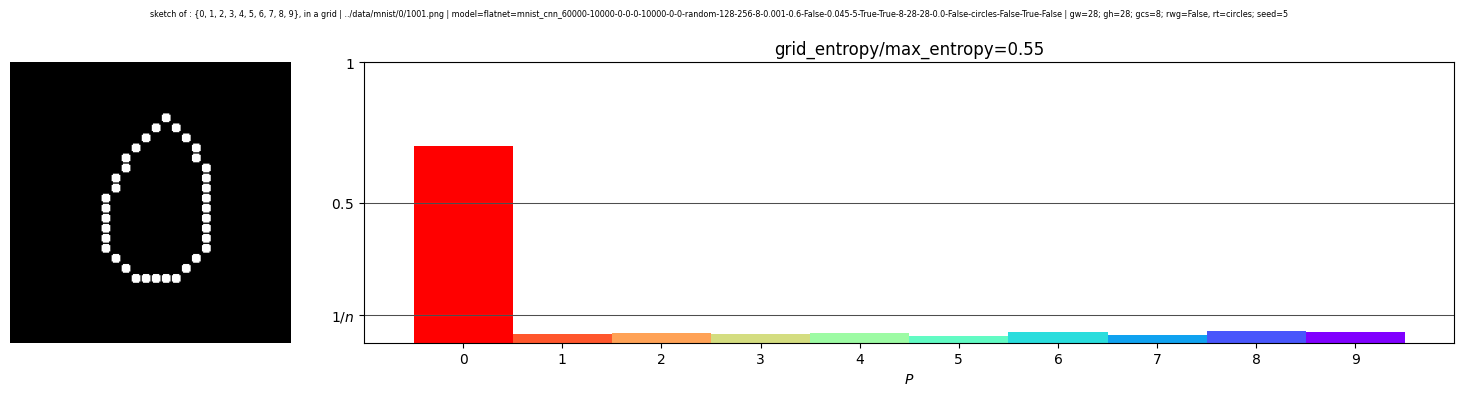 sketch of : {0, 1, 2, 3, 4, 5, 6, 7, 8, 9}, in a grid | ../data/mnist/0/1001.png | model=flatnet=mnist_cnn_60000-10000-0-0-0-10000-0-0-random-128-256-8-0.001-0.6-False-0.045-5-True-True-8-28-28-0.0-False-circles-False-True-False | gw=28; gh=28; gcs=8; rwg=False, rt=circles; seed=5
grid_entropy/max_entropy=0.55
1
0.5
1/n
0 1 2 3 4 5 6 7 8 9
P